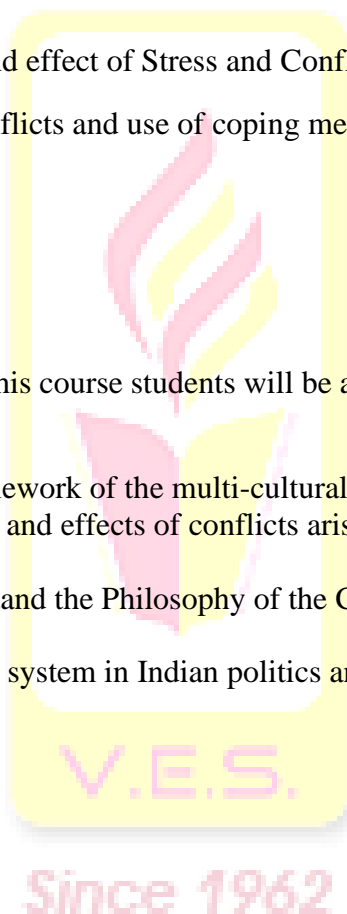 d effect of Stress and Confl
flicts and use of coping me
his course students will be a
ework of the multi-cultural
and effects of conflicts aris
and the Philosophy of the C
system in Indian politics a
V.E.S.
Since 1962